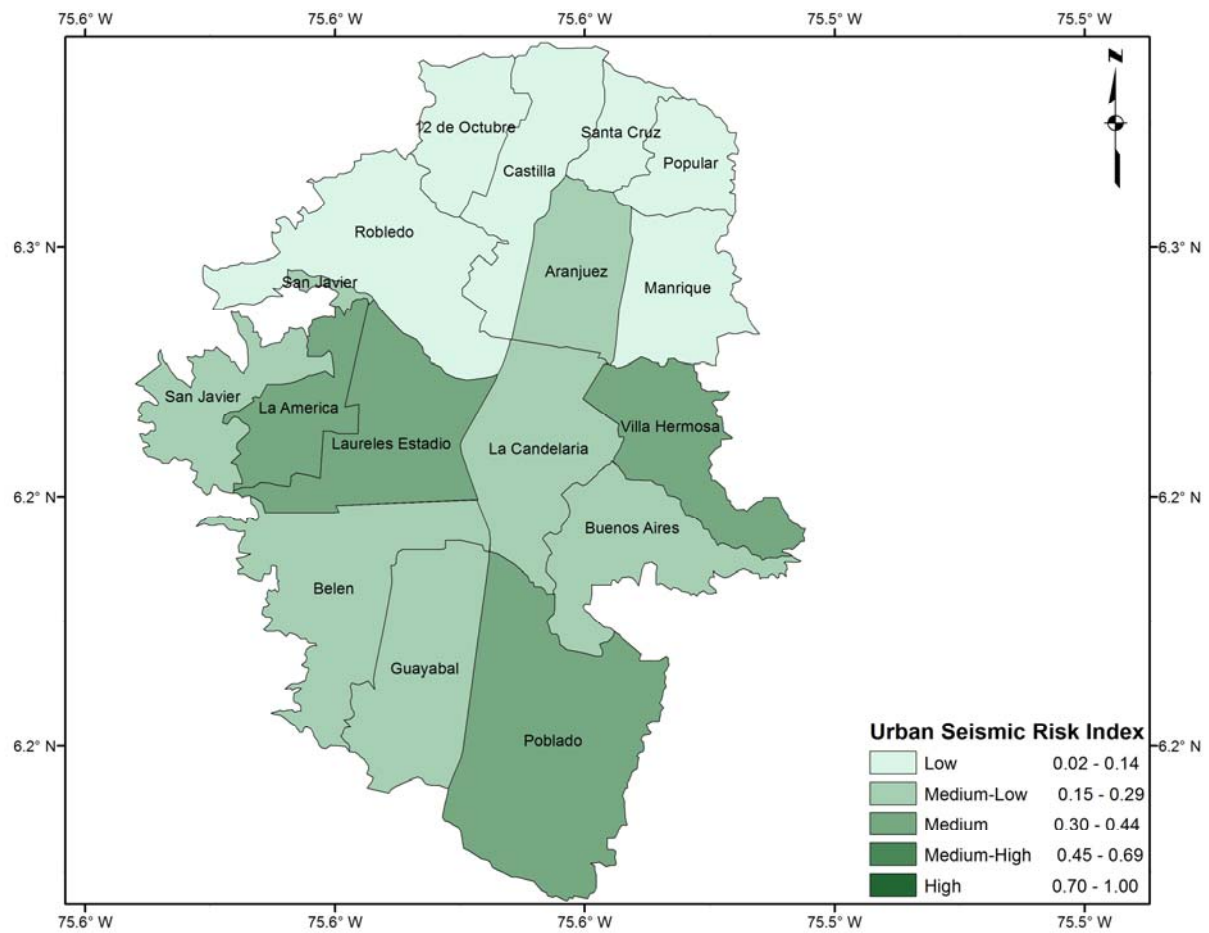 75.6° W 75.6° W 75.6° W 75.5° W 75.5° W
N
12 de Octubre
Santa Cruz
Popular
Castilla
Robledo
6.3° N 6.3° N
Aranjuez
San Javier
Manrique
San Javier
La America
Villa Hermosa
Laureles Estadio
La Candelaria
6.2° N 6.2° N
Buenos Aires
Belen
Guayabal
Poblado
6.2° N 6.2° N
Urban Seismic Risk Index
Low 0.02 - 0.14
Medium-Low 0.15 - 0.29
Medium 0.30 - 0.44
Medium-High 0.45 - 0.69
High 0.70 - 1.00
75.6° W 75.6° W 75.6° W 75.5° W 75.5° W